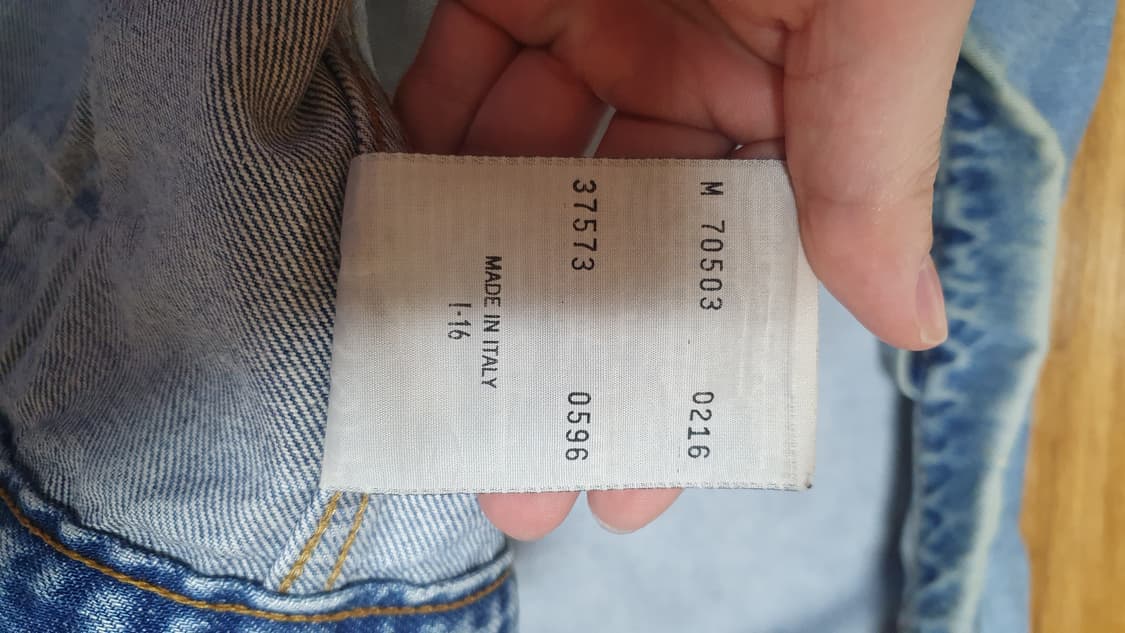 M 70503 0216
37573 0596
MADE IN ITALY
I-16